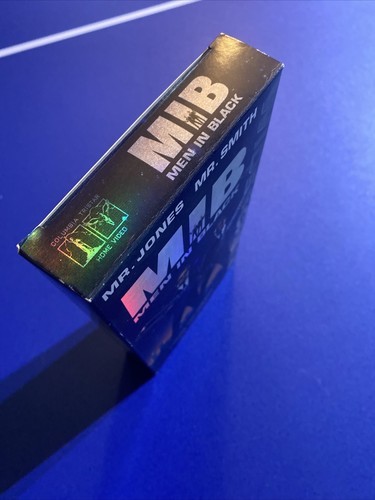 MIB
MEN IN BLACK
COLUMBIA TRISTAR
HOME VIDEO
MR. JONES MR. SMITH
MIB
MEN IN BLACK